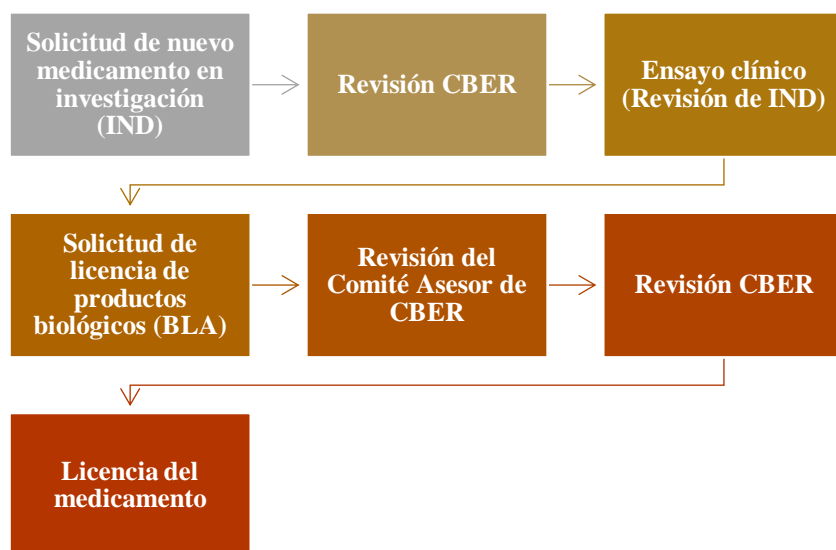 Solicitud de nuevo
medicamento en
investigación
(IND)
Revisión CBER
Ensayo clínico
(Revisión de IND)
Solicitud de
licencia de
productos
biológicos (BLA)
Revisión del
Comité Asesor de
CBER
Revisión CBER
Licencia del
medicamento